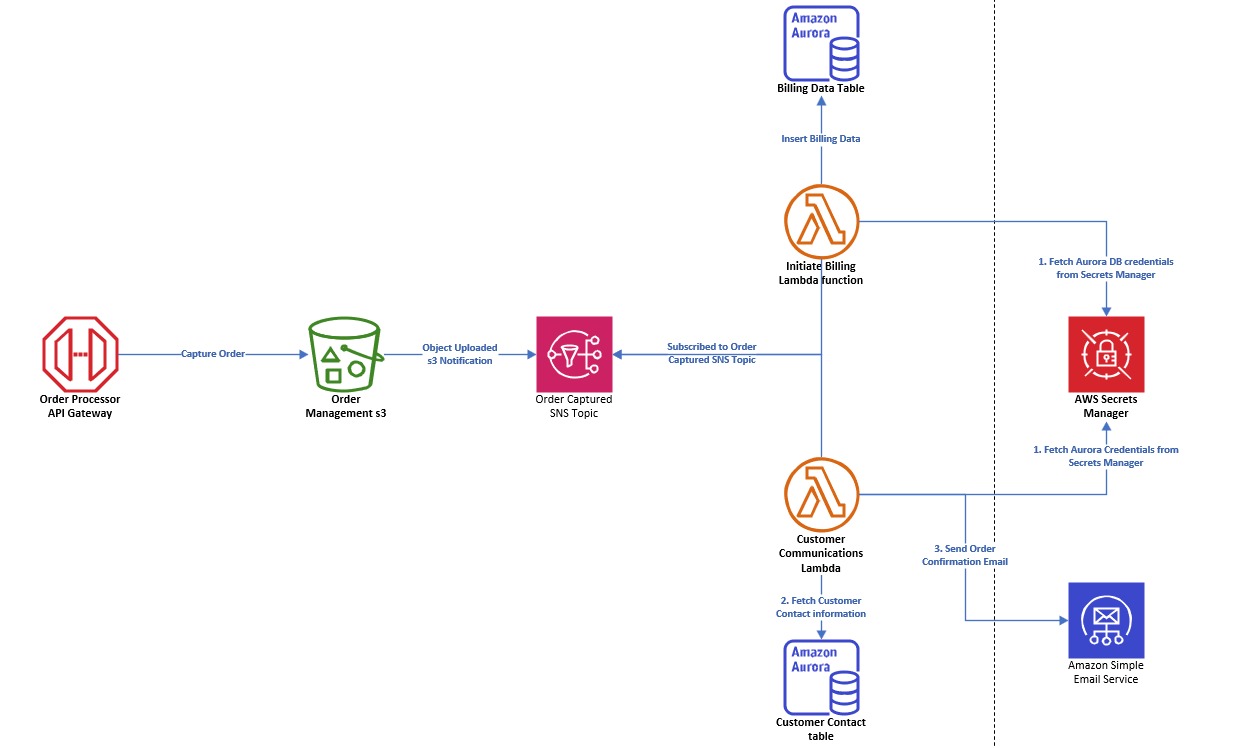 Amazon
Aurora
Billing Data Table
Insert Billing Data
Initiate Billing
Lambda function
1. Fetch Aurora DB credentials
from Secrets Manager
Order Processor
API Gateway
Capture Order
Order
Management s3
Object Uploaded
s3 Notification
Order Captured
SNS Topic
Subscribed to Order
Captured SNS Topic
AWS Secrets
Manager
1. Fetch Aurora Credentials from
Secrets Manager
Customer
Communications
Lambda
3. Send Order
Confirmation Email
2. Fetch Customer
Contact information
Amazon
Aurora
Customer Contact
table
Amazon Simple
Email Service